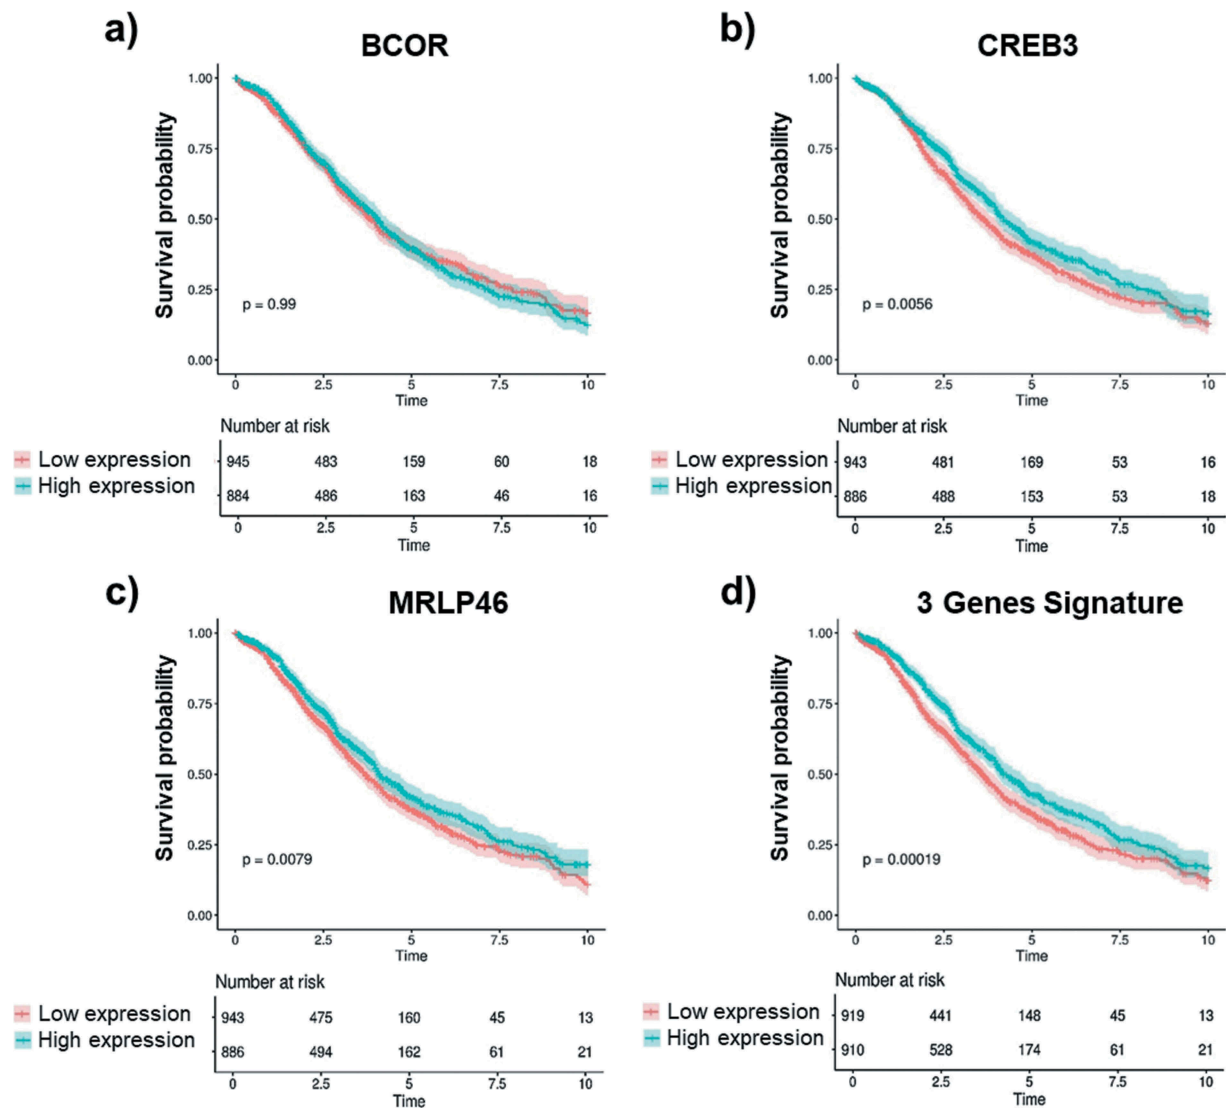 a)
BCOR
Survival probability
1.00
0.75
0.50
0.25
0.00
p = 0.99
0 2.5 5 7.5 10
Time
Number at risk
Low expression 945 483 159 60 18
High expression 884 486 163 46 16
0 2.5 5 7.5 10
Time
b)
CREB3
Survival probability
1.00
0.75
0.50
0.25
0.00
p = 0.0056
0 2.5 5 7.5 10
Time
Number at risk
Low expression 943 481 169 53 16
High expression 886 488 153 53 18
0 2.5 5 7.5 10
Time
c)
MRLP46
Survival probability
1.00
0.75
0.50
0.25
0.00
p = 0.0079
0 2.5 5 7.5 10
Time
Number at risk
Low expression 943 475 160 45 13
High expression 886 494 162 61 21
0 2.5 5 7.5 10
Time
d)
3 Genes Signature
Survival probability
1.00
0.75
0.50
0.25
0.00
p = 0.00019
0 2.5 5 7.5 10
Time
Number at risk
Low expression 919 441 148 45 13
High expression 910 528 174 61 21
0 2.5 5 7.5 10
Time